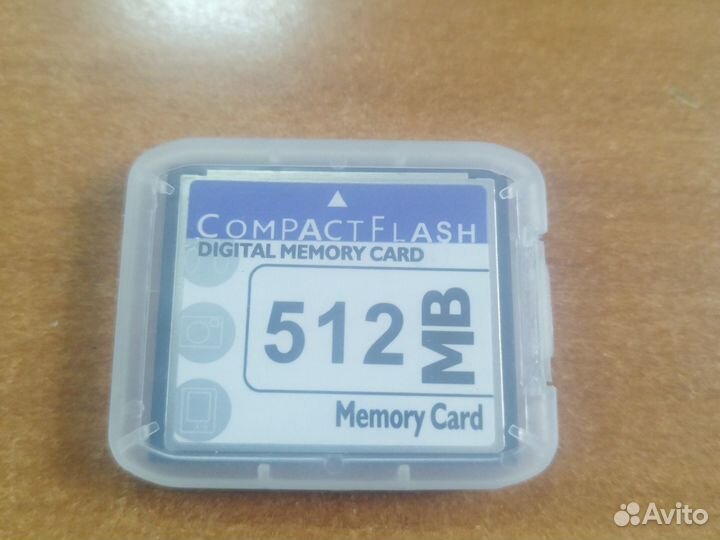 COMPACTFLASH
DIGITAL MEMORY CARD
512 MB
Memory Card
Avito